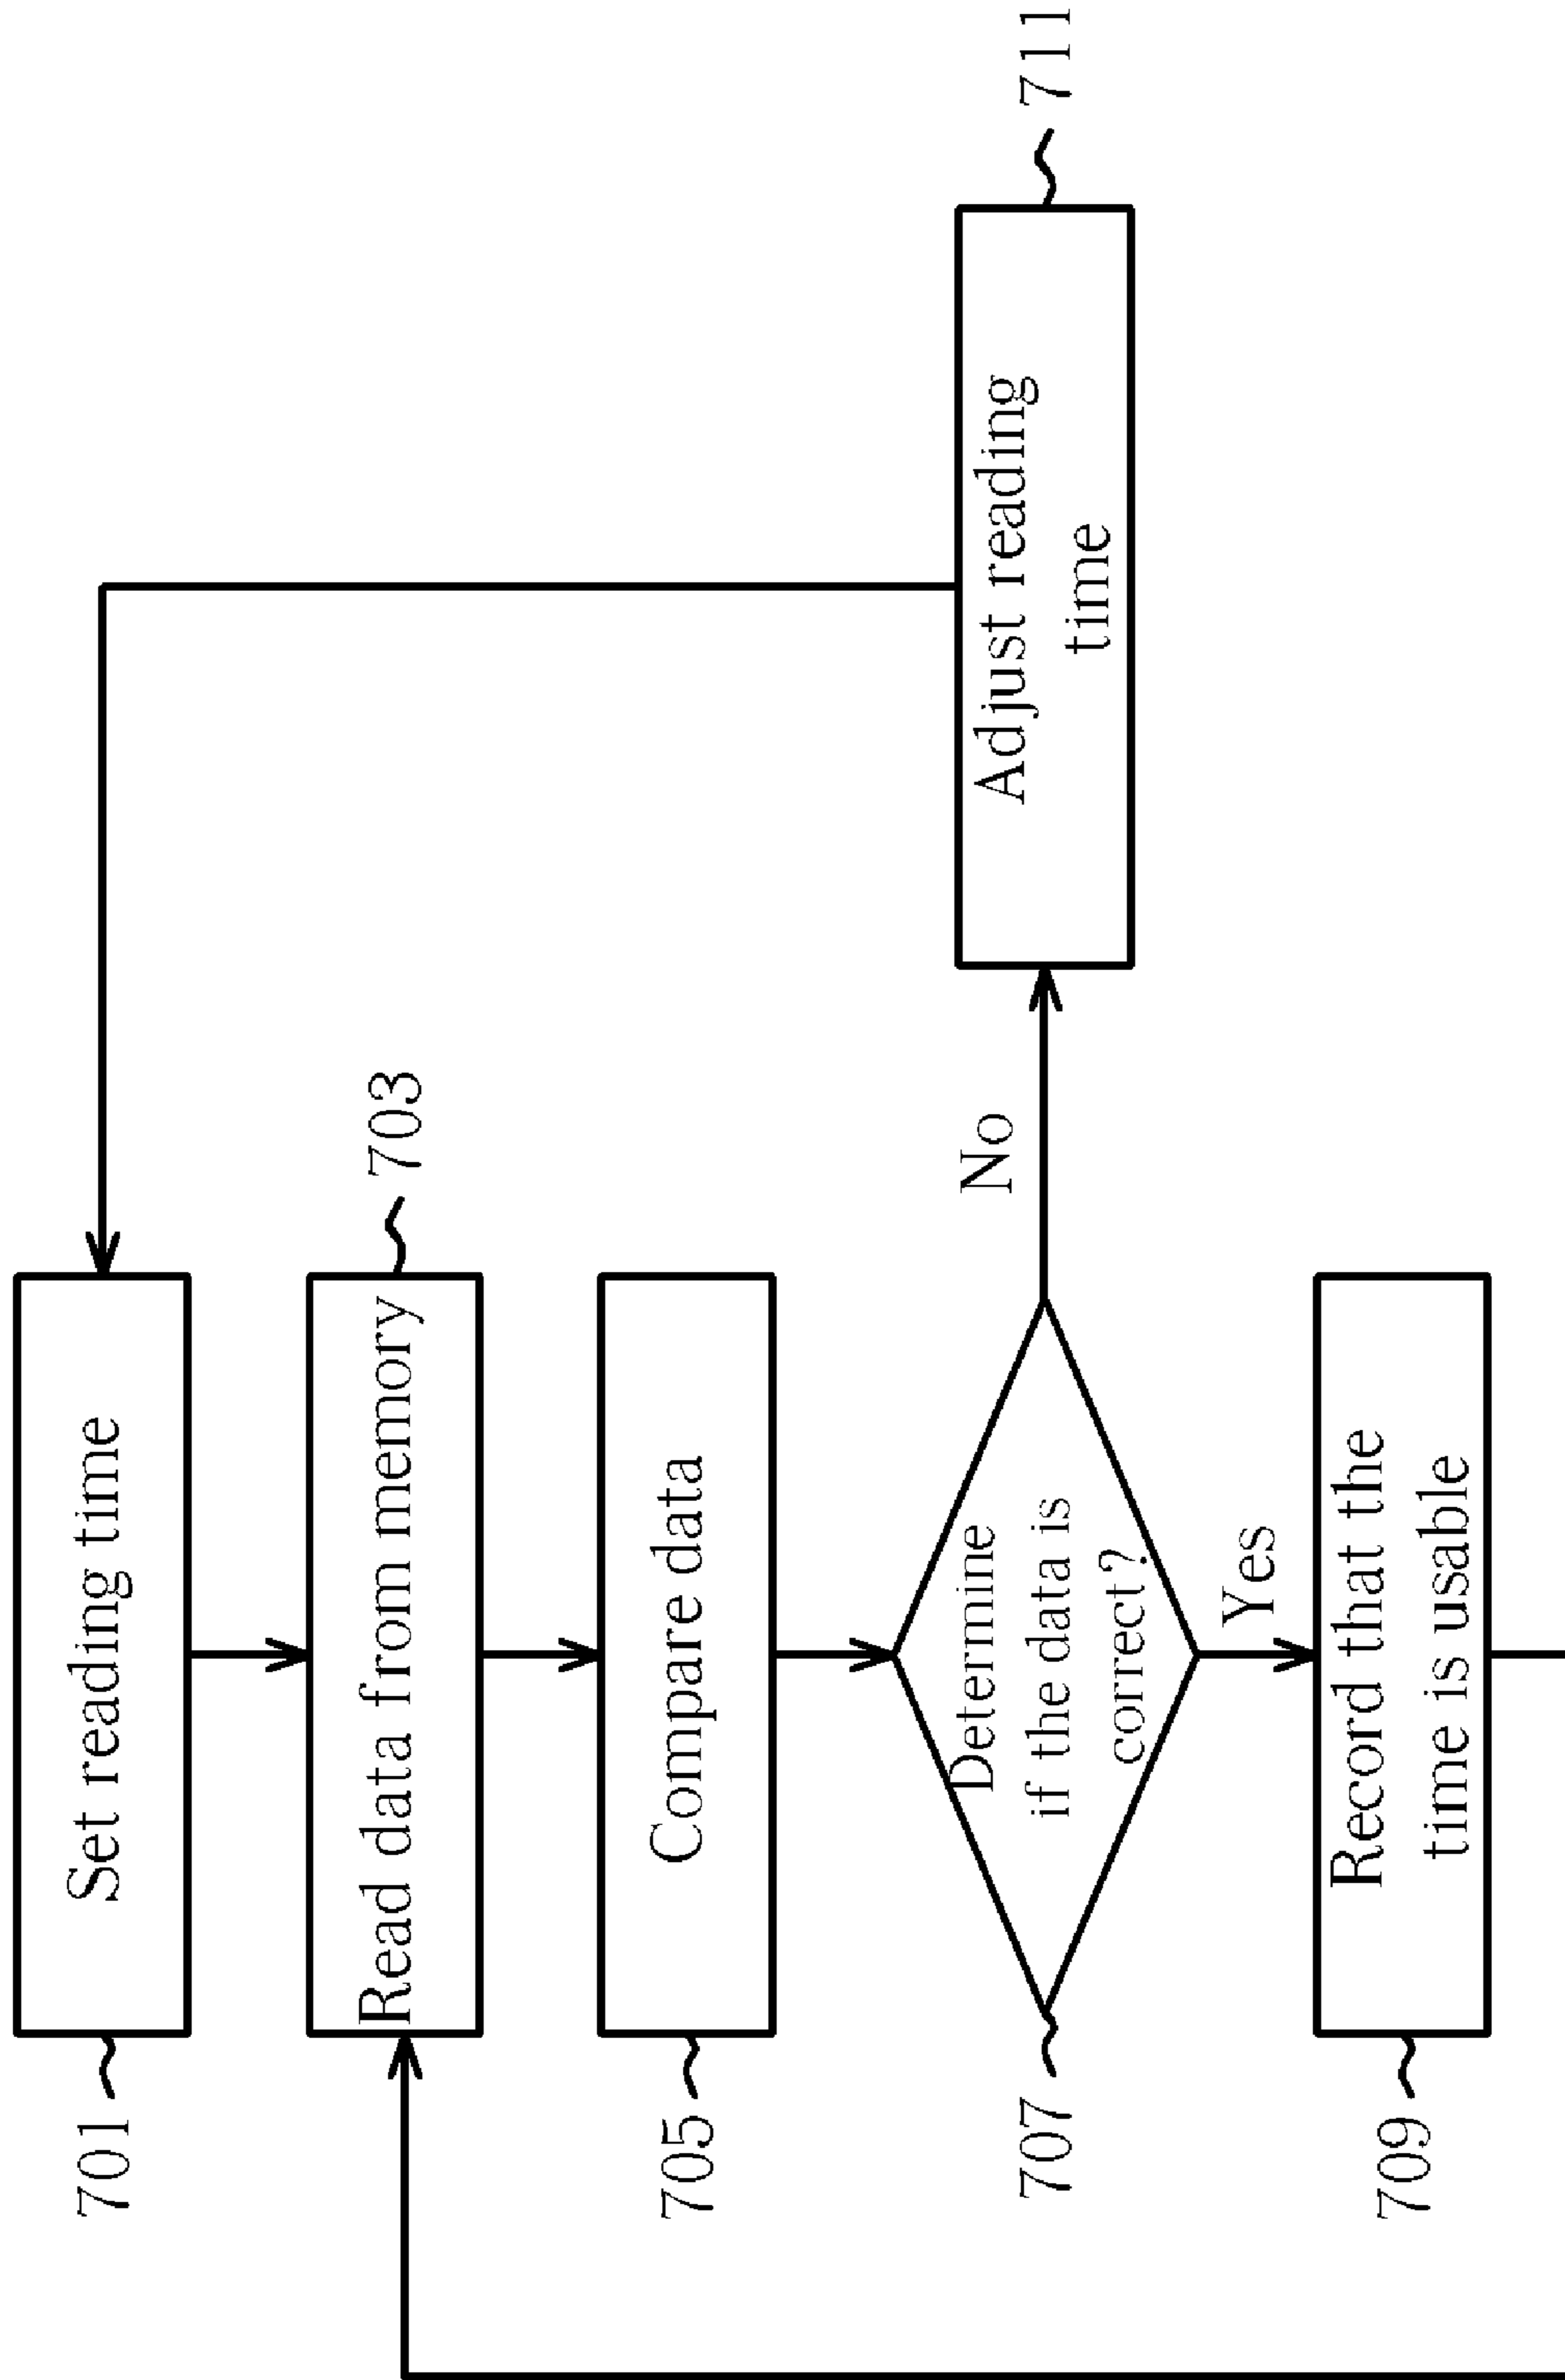 701
Set reading time
Read data from memory
703
705
Compare data
707
Determine
if the data is
correct?
No
Adjust reading
time
711
Yes
709
Record that the
time is usable